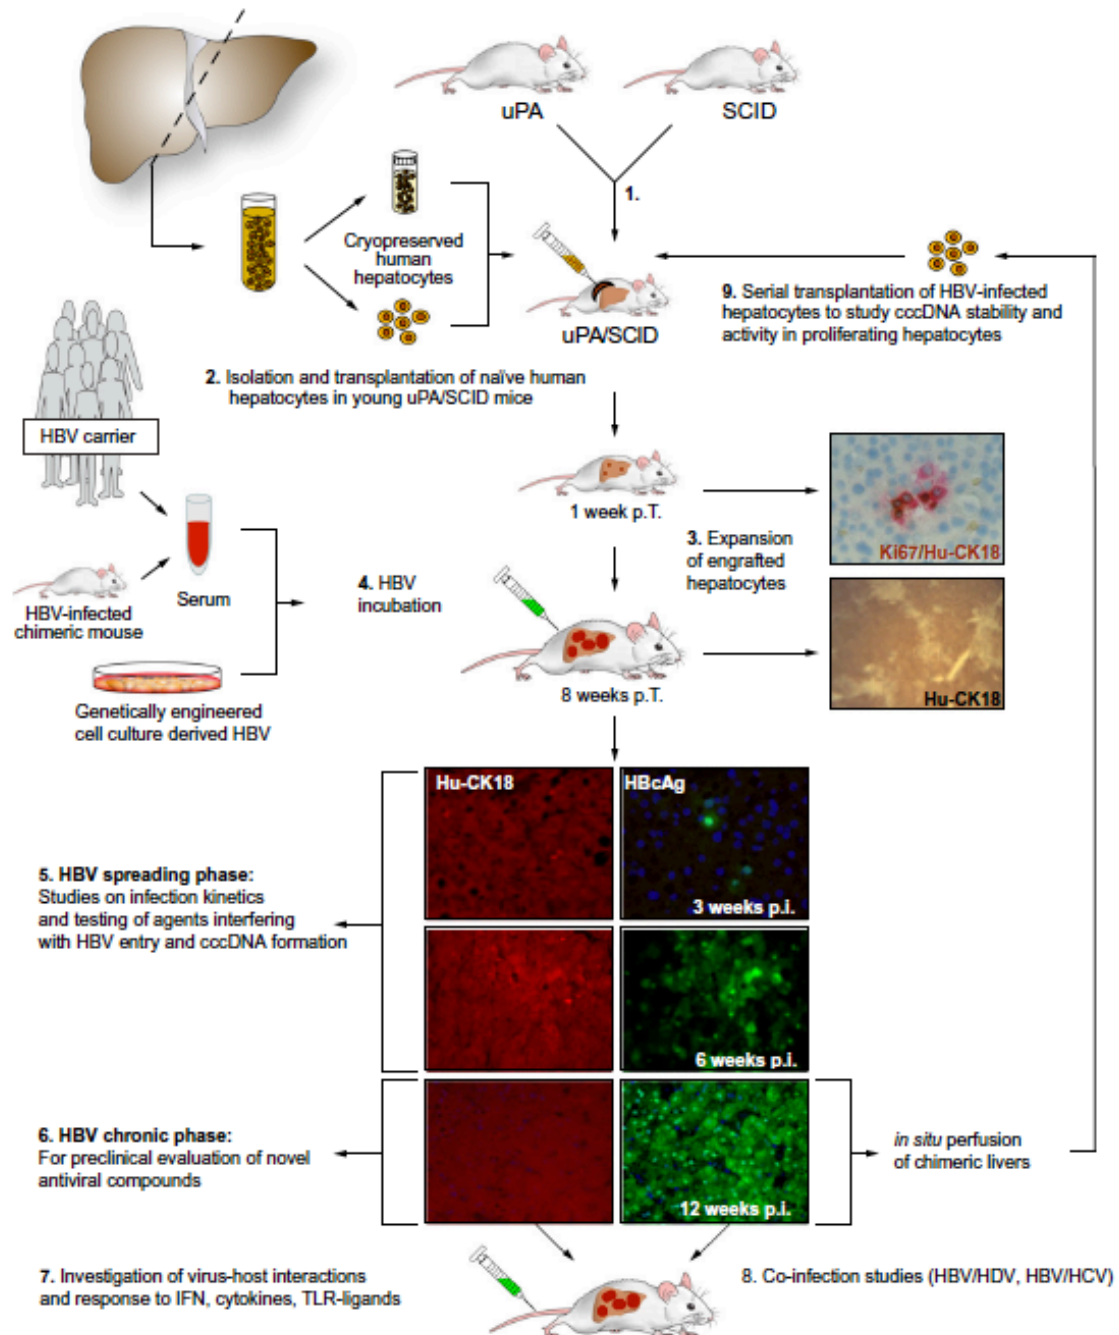 uPA
SCID
1.
Cryopreserved
human
hepatocytes
uPA/SCID
9. Serial transplantation of HBV-infected
hepatocytes to study cccDNA stability and
activity in proliferating hepatocytes
2. Isolation and transplantation of naïve human
hepatocytes in young uPA/SCID mice
HBV carrier
1 week p.T.
Ki67/Hu-CK18
3. Expansion
of engrafted
hepatocytes
4. HBV
incubation
Serum
HBV-infected
chimeric mouse
8 weeks p.T.
Hu-CK18
Genetically engineered
cell culture derived HBV
Hu-CK18
HBcAg
3 weeks p.i.
5. HBV spreading phase:
Studies on infection kinetics
and testing of agents interfering
with HBV entry and cccDNA formation
6 weeks p.i.
6. HBV chronic phase:
For preclinical evaluation of novel
antiviral compounds
in situ perfusion
of chimeric livers
12 weeks p.i.
7. Investigation of virus-host interactions
and response to IFN, cytokines, TLR-ligands
8. Co-infection studies (HBV/HDV, HBV/HCV)